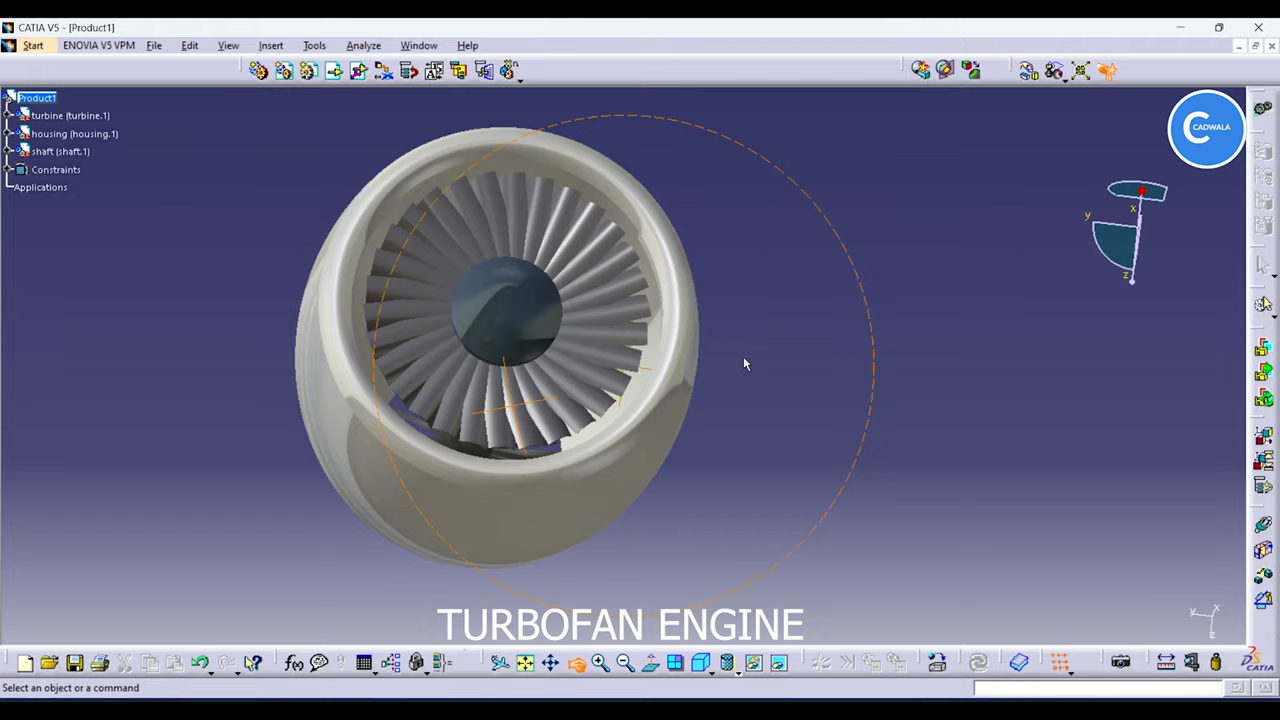 CATIA V5 - [Product1]
Start ENOVIA V5 VPM File Edit View Insert Tools Analyze Window Help
Product1
turbine (turbine.1)
housing (housing.1)
shaft (shaft.1)
Constraints
Applications
C CADWALA
x
y
z
y x
z
TURBOFAN ENGINE
f(x)
CATIA
Select an object or a command